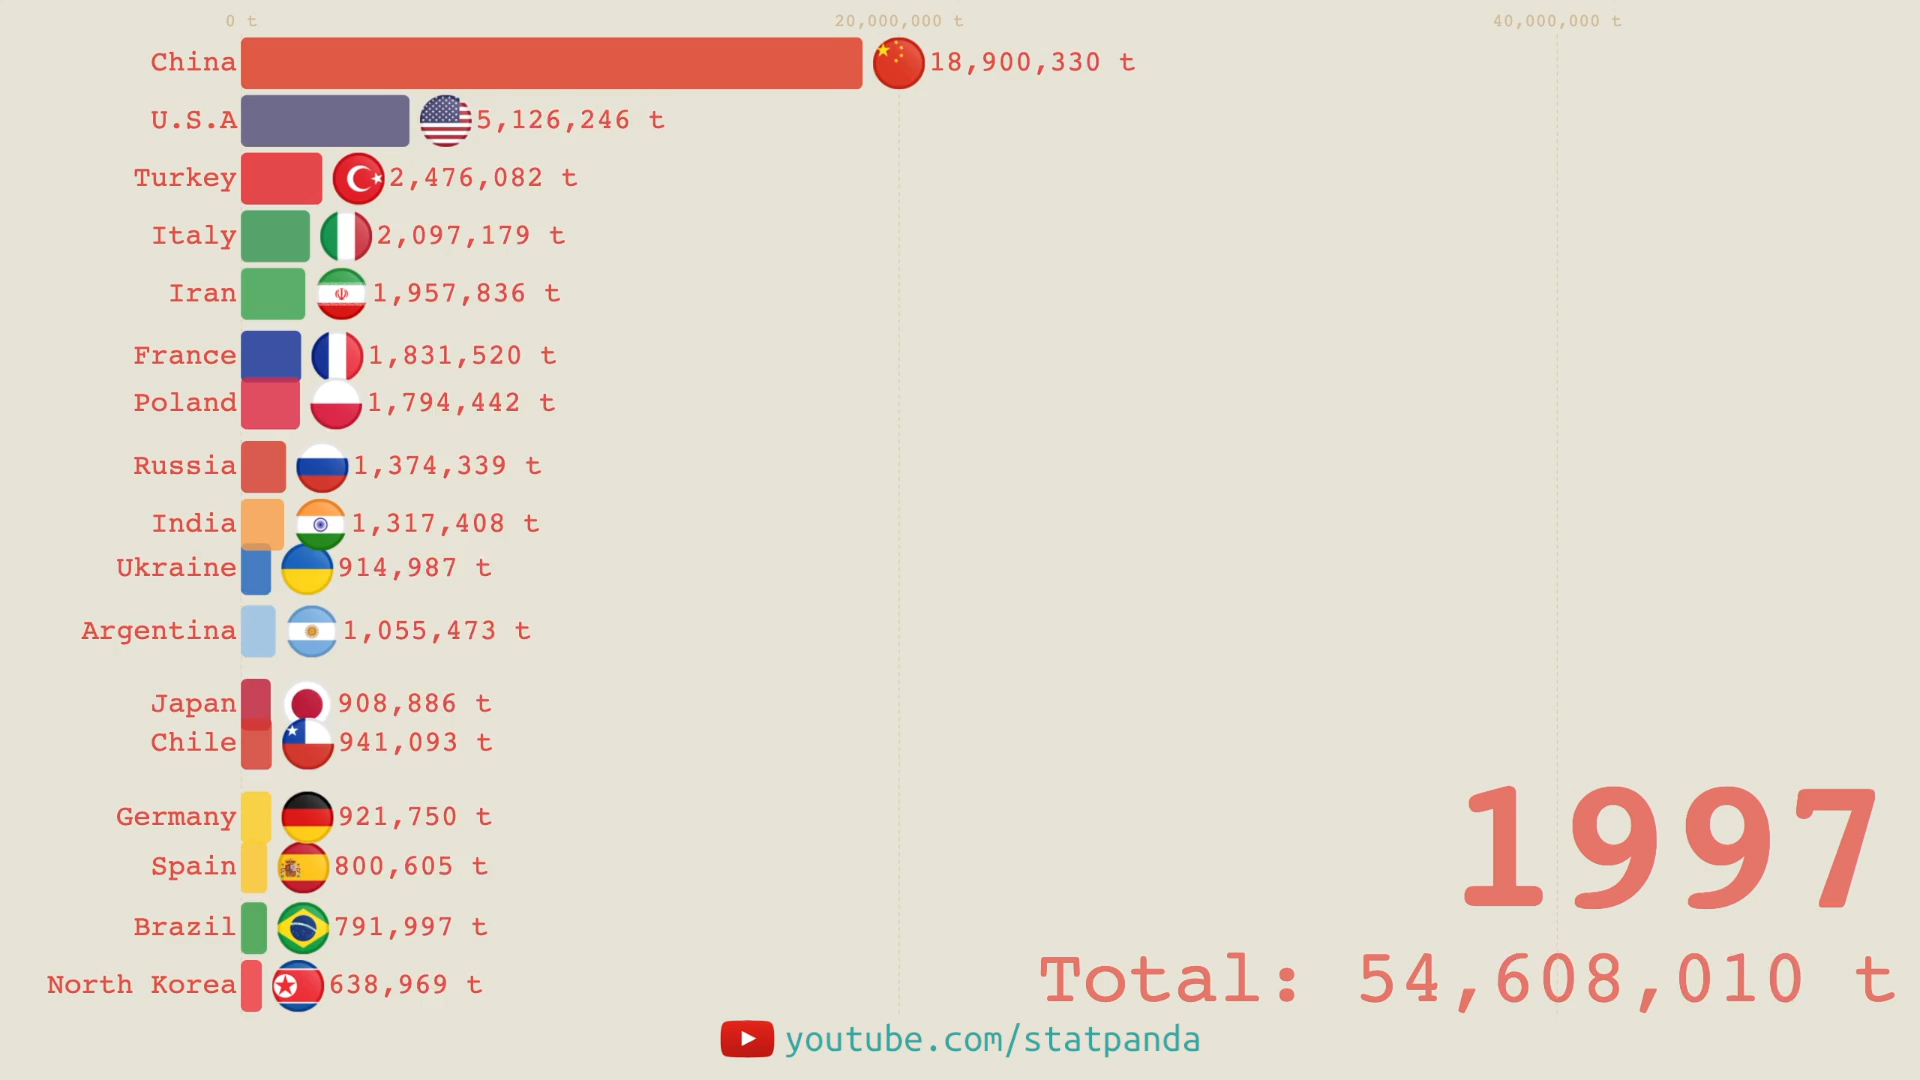 0 t 20,000,000 t 40,000,000 t
China 18,900,330 t
U.S.A 5,126,246 t
Turkey 2,476,082 t
Italy 2,097,179 t
Iran 1,957,836 t
France 1,831,520 t
Poland 1,794,442 t
Russia 1,374,339 t
India 1,317,408 t
Ukraine 914,987 t
Argentina 1,055,473 t
Japan 908,886 t
Chile 941,093 t
Germany 921,750 t
Spain 800,605 t
Brazil 791,997 t
North Korea 638,969 t
1997
Total: 54,608,010 t
youtube.com/statpanda